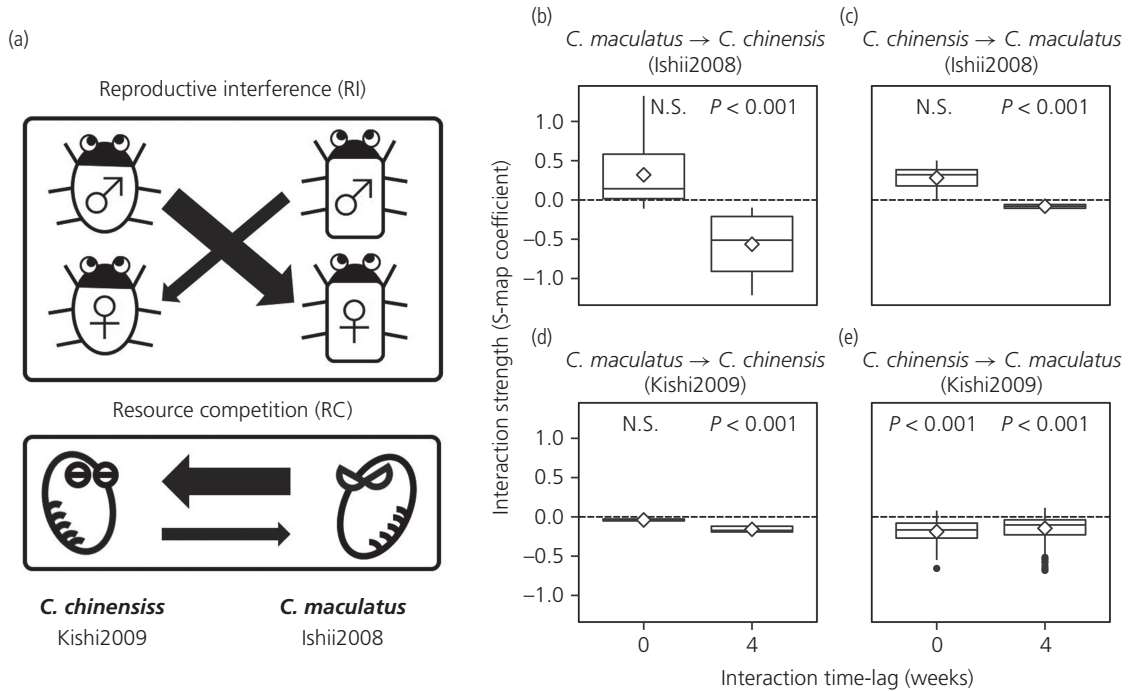 (a)
Reproductive interference (RI)
♂
♂
♀
♀
Resource competition (RC)
C. chinensiss
Kishi2009
C. maculatus
Ishii2008
Interaction strength (S-map coefficient)
(b)
C. maculatus → C. chinensis
(Ishii2008)
N.S. P < 0.001
1.0
0.5
0.0
−0.5
−1.0
(c)
C. chinensis → C. maculatus
(Ishii2008)
N.S. P < 0.001
(d)
C. maculatus → C. chinensis
(Kishi2009)
N.S. P < 0.001
1.0
0.5
0.0
−0.5
−1.0
0 4
(e)
C. chinensis → C. maculatus
(Kishi2009)
P < 0.001 P < 0.001
0 4
Interaction time-lag (weeks)